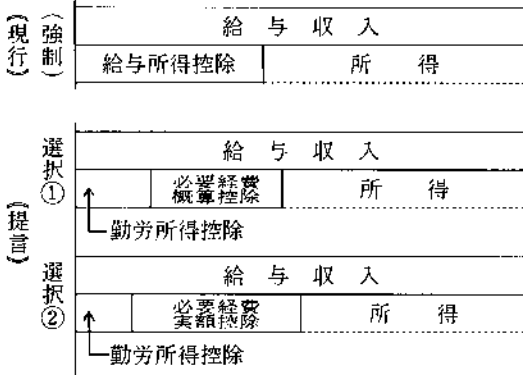 (現行)
(強制)
給与収入
給与所得控除 所得
(提言)
選択①
給与収入
必要経費概算控除 所得
勤労所得控除
選択②
給与収入
必要経費実額控除 所得
勤労所得控除